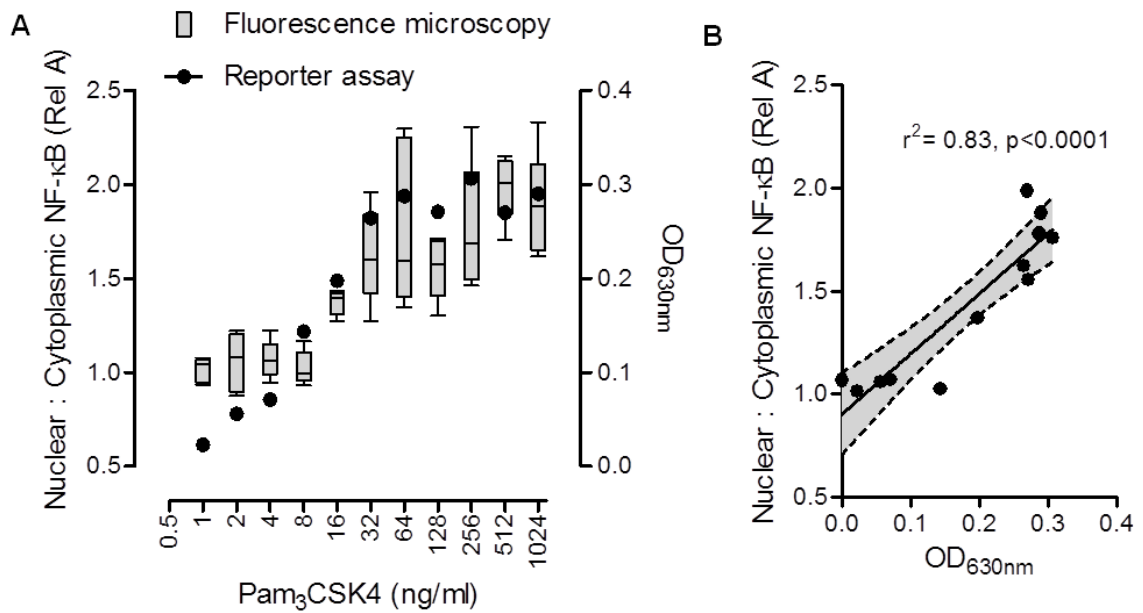 A
Fluorescence microscopy
Reporter assay
Nuclear : Cytoplasmic NF-κB (Rel A)
2.5
2.0
1.5
1.0
0.5
0.4
0.3
0.2
0.1
0.0
OD630nm
0.5 1 2 4 8 16 32 64 128 256 512 1024
Pam3CSK4 (ng/ml)
B
r2= 0.83, p<0.0001
Nuclear : Cytoplasmic NF-κB (Rel A)
2.5
2.0
1.5
1.0
0.5
0.0 0.1 0.2 0.3 0.4
OD630nm